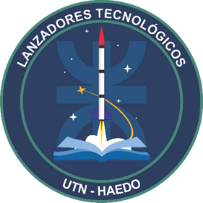 LANZADORES TECNOLÓGICOS
UTN - HAEDO